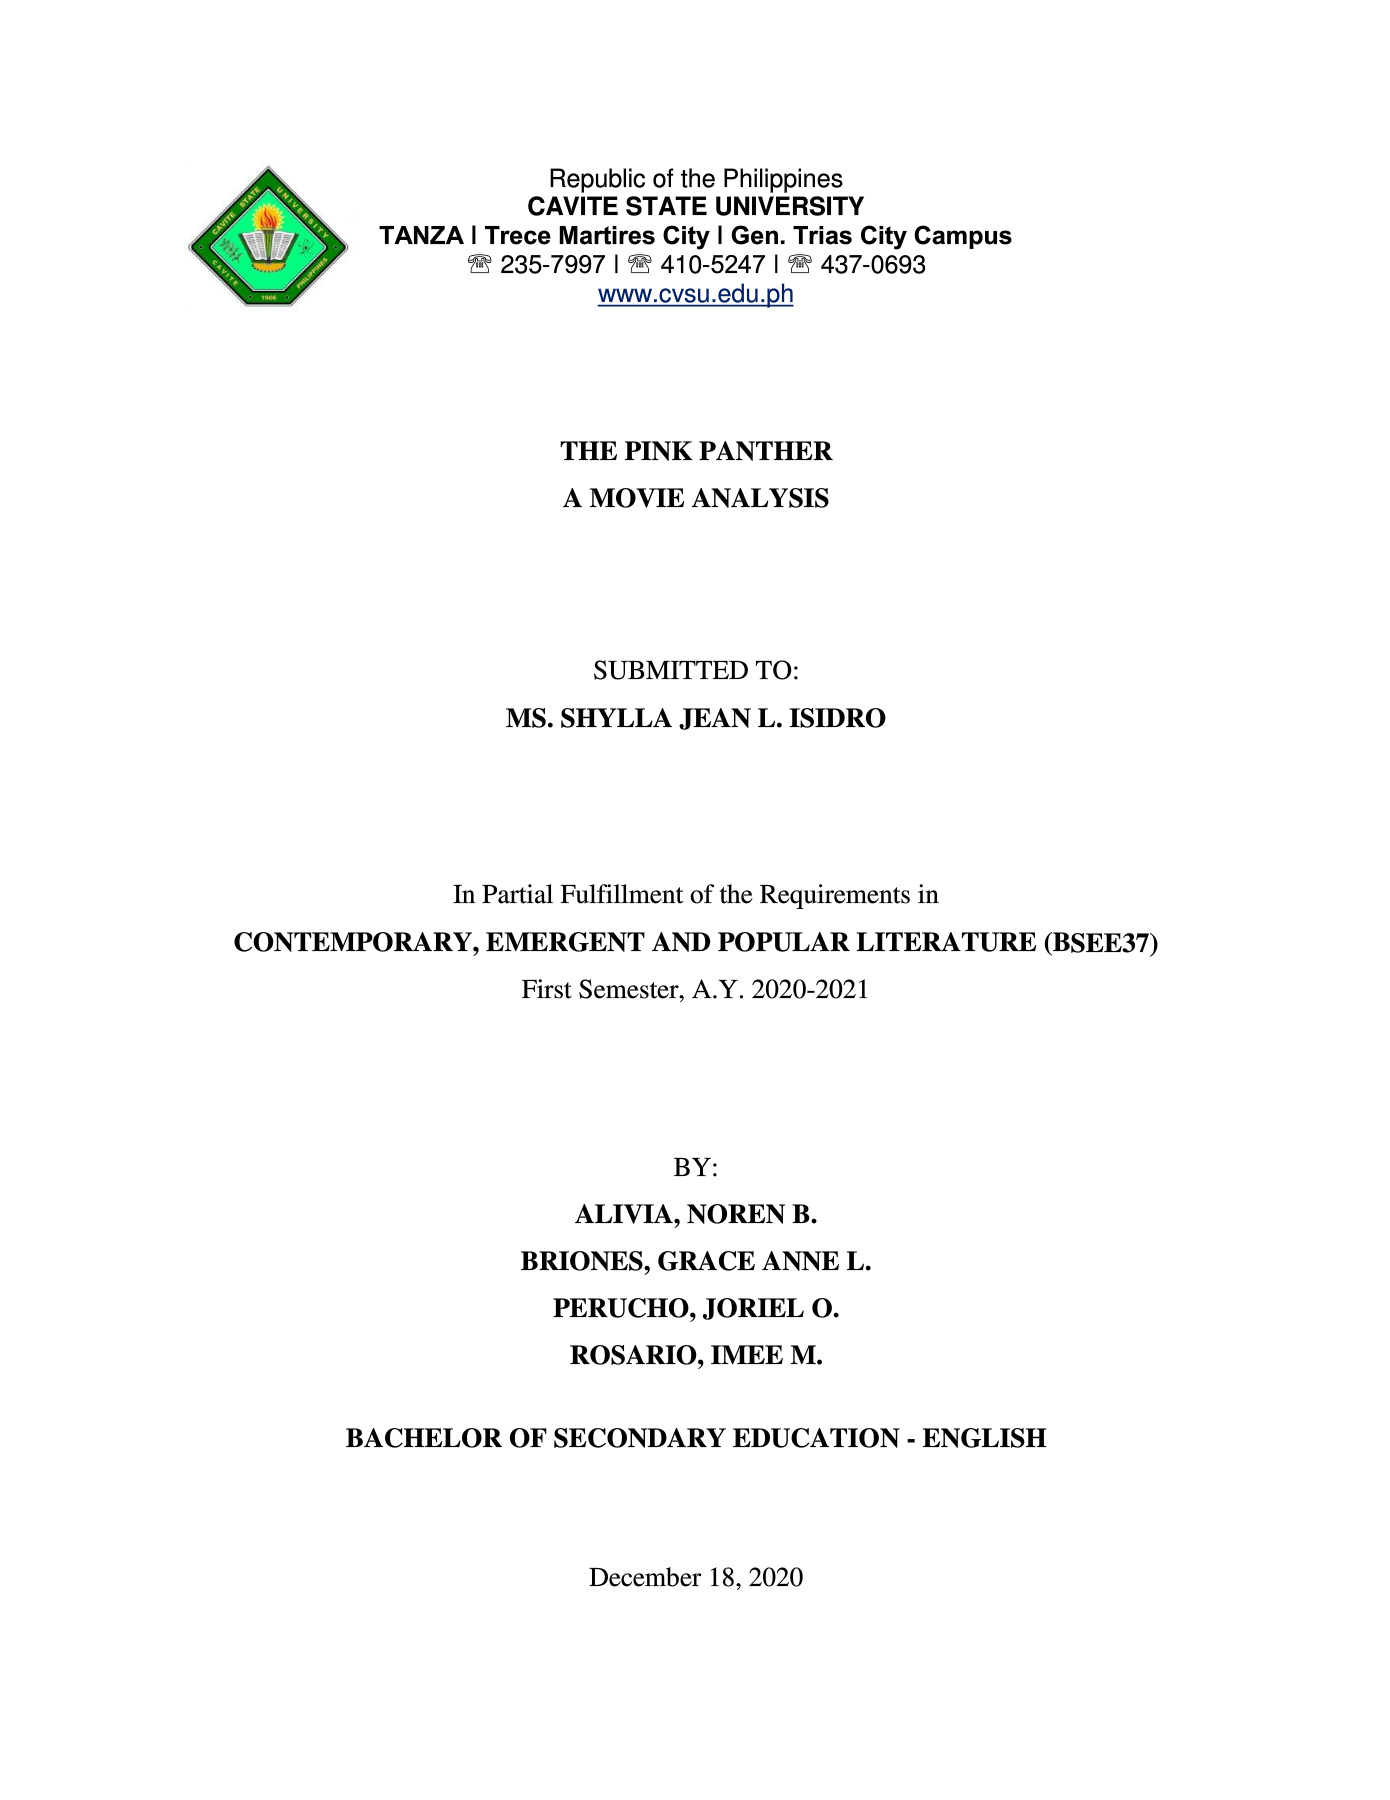 CAVITE STATE UNIVERSITY
CAVITE PHILIPPINES
1906
Republic of the Philippines
CAVITE STATE UNIVERSITY
TANZA | Trece Martires City | Gen. Trias City Campus
☏ 235-7997 | ☏ 410-5247 | ☏ 437-0693
www.cvsu.edu.ph
THE PINK PANTHER
A MOVIE ANALYSIS
SUBMITTED TO:
MS. SHYLLA JEAN L. ISIDRO
In Partial Fulfillment of the Requirements in
CONTEMPORARY, EMERGENT AND POPULAR LITERATURE (BSEE37)
First Semester, A.Y. 2020-2021
BY:
ALIVIA, NOREN B.
BRIONES, GRACE ANNE L.
PERUCHO, JORIEL O.
ROSARIO, IMEE M.
BACHELOR OF SECONDARY EDUCATION - ENGLISH
December 18, 2020